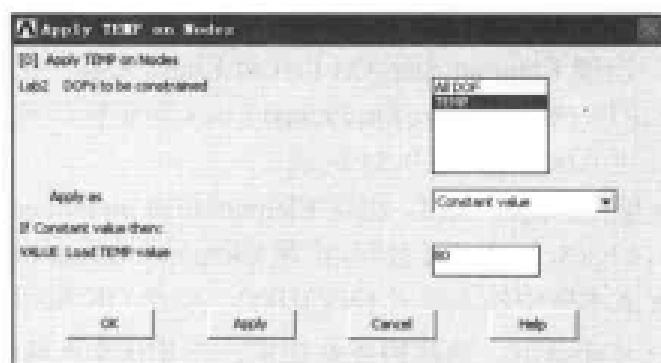 Apply TEMP on Nodes
[D] Apply TEMP on Nodes
Lab2 DOFs to be constrained
All DOF
TEMP
Apply as
Constant value
If Constant value then:
VALUE Load TEMP value
80
OK
Apply
Cancel
Help